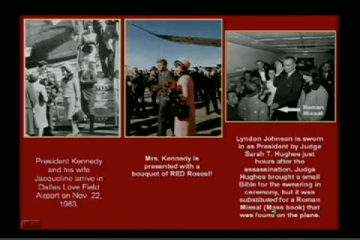 Roman
Missal
President Kennedy
and his wife
Jacqueline arrive in
Dallas Love Field
Airport on Nov. 22,
1963.
Mrs. Kennedy is
presented with a
bouquet of RED Roses!!
Lyndon Johnson is sworn
in as President by Judge
Sarah T. Hughes just
hours after the
assassination. Judge
Hughes brought a small
Bible for the swearing in
ceremony, but it was
substituted for a Roman
Missal (Mass book) that
was found on the plane.